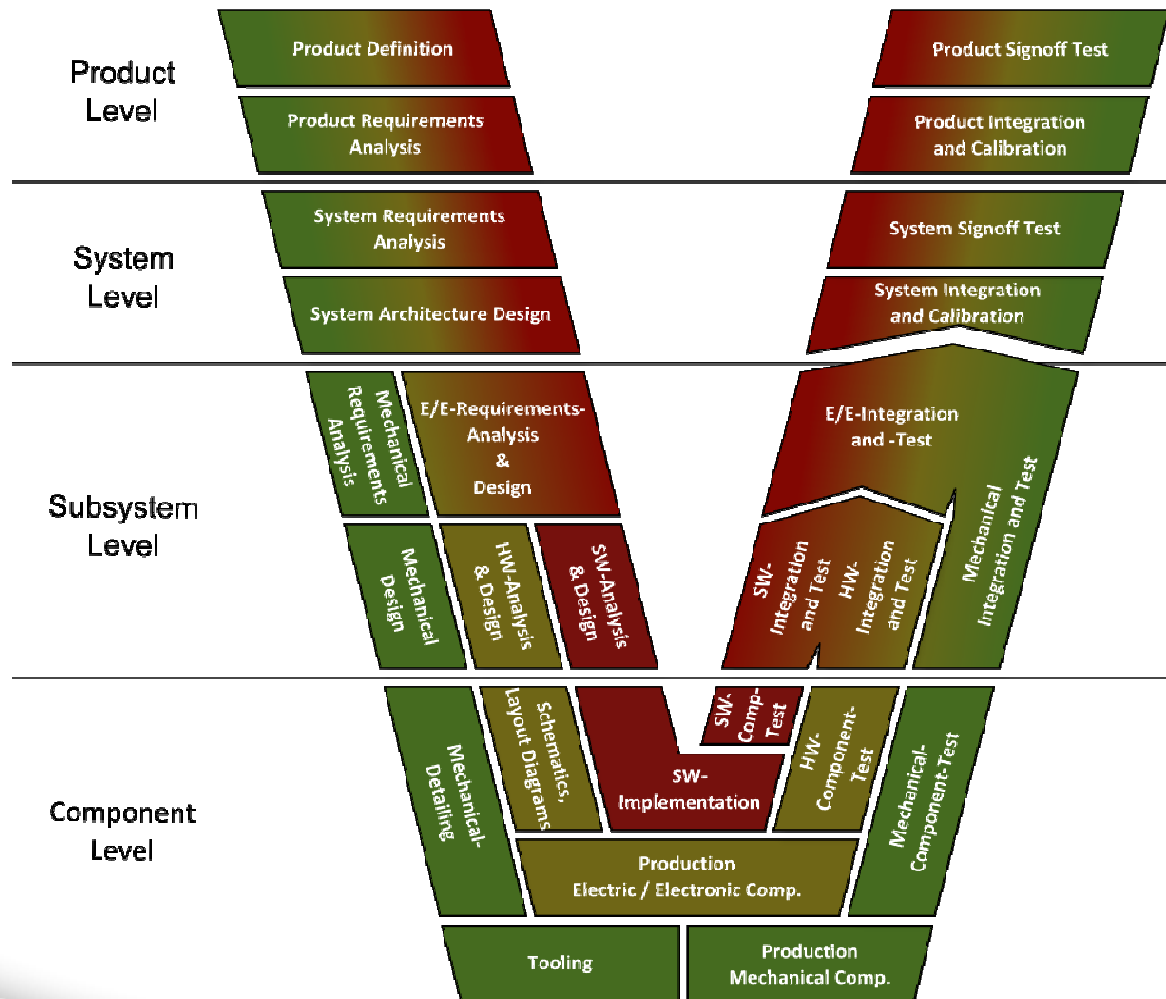 Product
Level
Product Definition
Product Signoff Test
Product Requirements
Analysis
Product Integration
and Calibration
System
Level
System Requirements
Analysis
System Signoff Test
System Architecture Design
System Integration
and Calibration
Subsystem
Level
Mechanical
Requirements
Analysis
E/E-Requirements-
Analysis
&
Design
E/E-Integration
and -Test
Mechanical
Design
HW-Analysis
& Design
SW-Analysis
& Design
SW-
Integration
and Test
HW-
Integration
and Test
Mechanical
Integration and Test
Component
Level
Mechanical-
Detailing
Schematics,
Layout Diagrams
SW-
Implementation
SW-
Comp-
Test
HW-
Component-
Test
Mechanical-
Component-Test
Production
Electric / Electronic Comp.
Tooling
Production
Mechanical Comp.